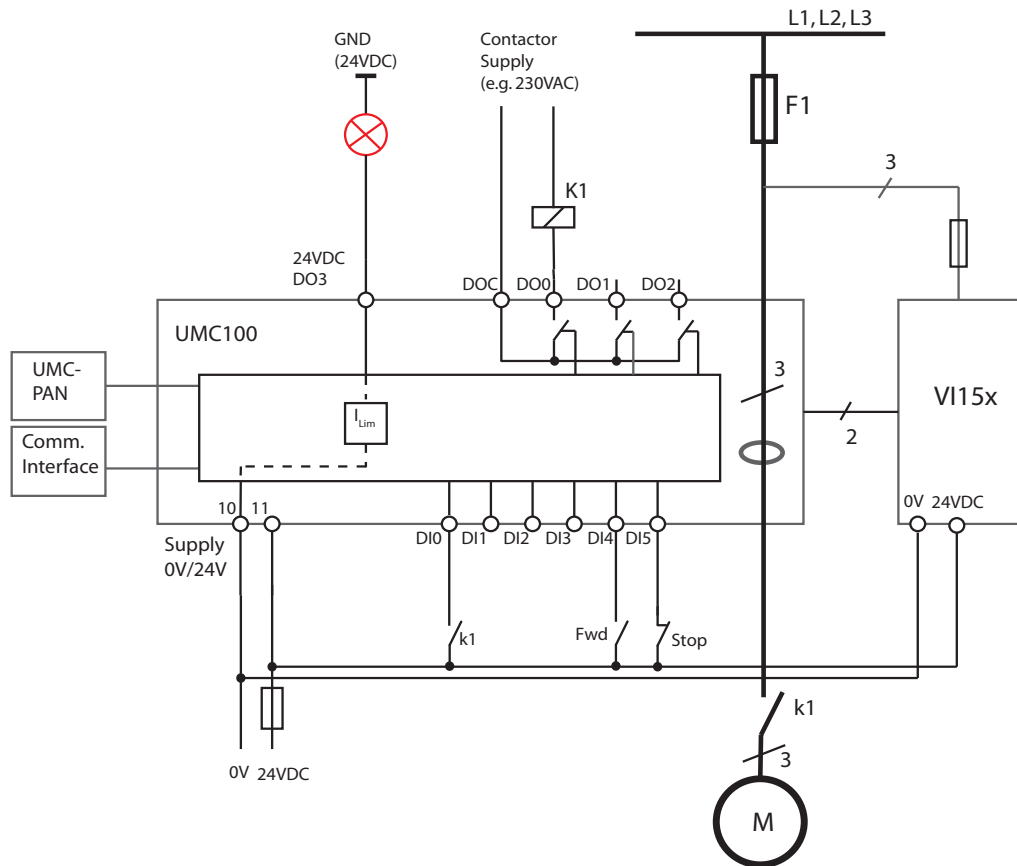 L1, L2, L3
GND
(24VDC)
Contactor
Supply
(e.g. 230VAC)
F1
3
K1
24VDC
DO3
DOC
DO0
DO1
DO2
UMC100
UMC-
PAN
3
VI15x
ILim
2
Comm.
Interface
10
11
0V
24VDC
DI0
DI1
DI2
DI3
DI4
DI5
Supply
0V/24V
k1
Fwd
Stop
k1
3
0V
24VDC
M